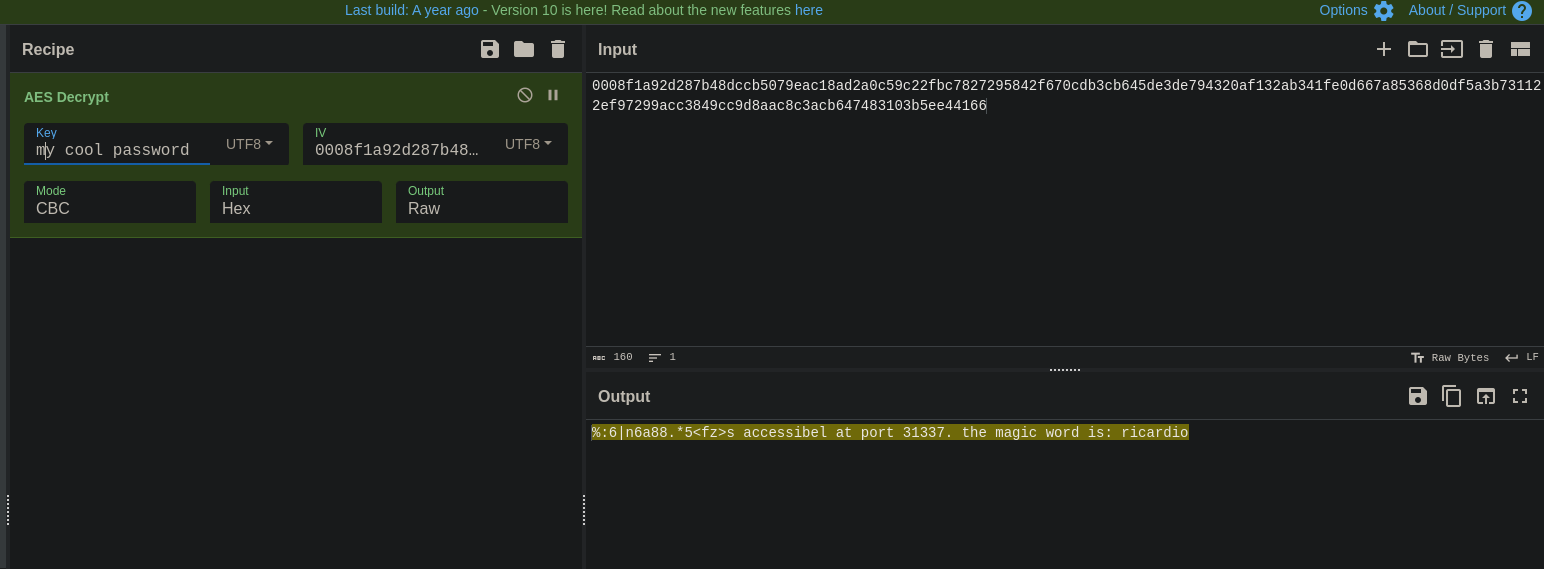 Last build: A year ago - Version 10 is here! Read about the new features here
Options
About / Support
Recipe
AES Decrypt
Key
my cool password
UTF8
IV
0008f1a92d287b48...
UTF8
Mode
CBC
Input
Hex
Output
Raw
Input
0008f1a92d287b48dccb5079eac18ad2a0c59c22fbc7827295842f670cdb3cb645de3de794320af132ab341fe0d667a85368d0df5a3b73112
2ef97299acc3849cc9d8aac8c3acb647483103b5ee44166
ABC 160 1
Raw Bytes LF
Output
%:6|n6a88.*5<fz>s accessibel at port 31337. the magic word is: ricardio